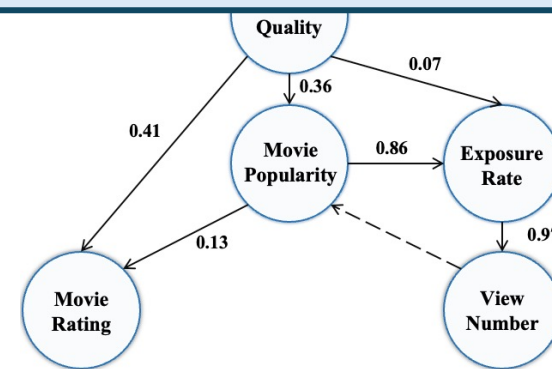 Quality
0.07
0.36
0.41
Movie
Popularity
0.86
Exposure
Rate
0.13
Movie
Rating
View
Number